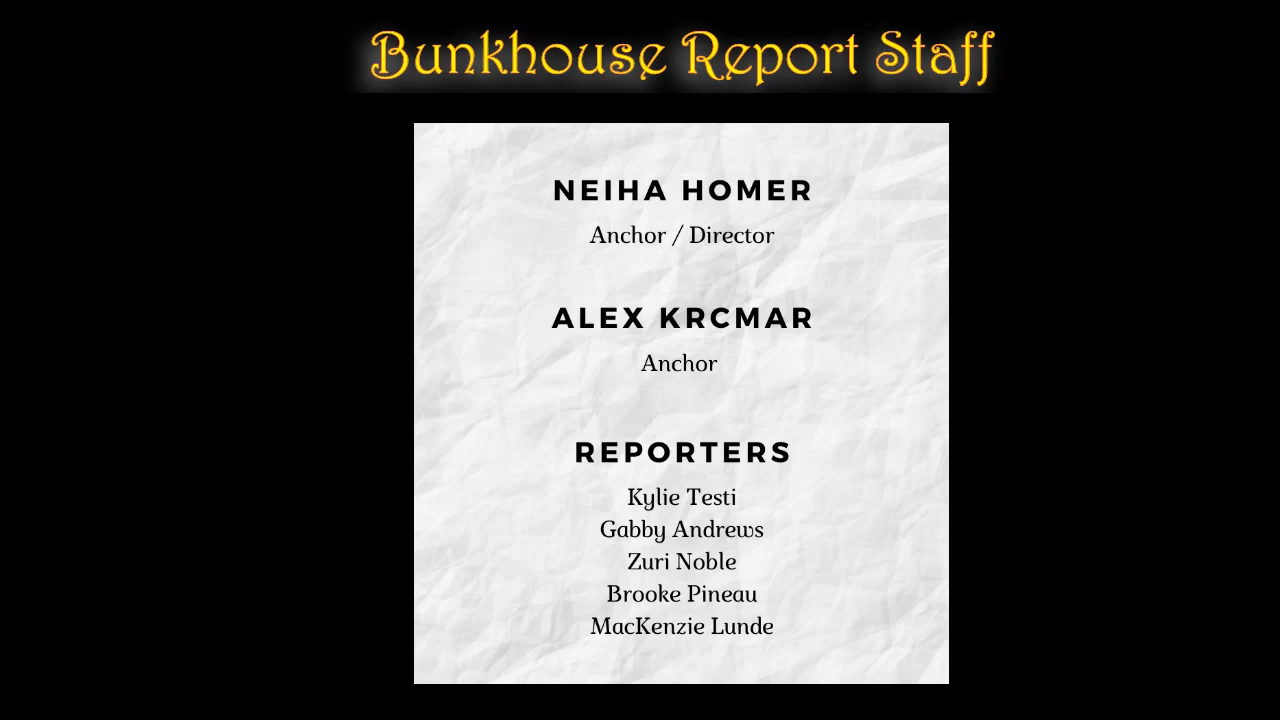 Bunkhouse Report Staff
NEIHA HOMER
Anchor / Director
ALEX KRCMAR
Anchor
REPORTERS
Kylie Testi
Gabby Andrews
Zuri Noble
Brooke Pineau
MacKenzie Lunde